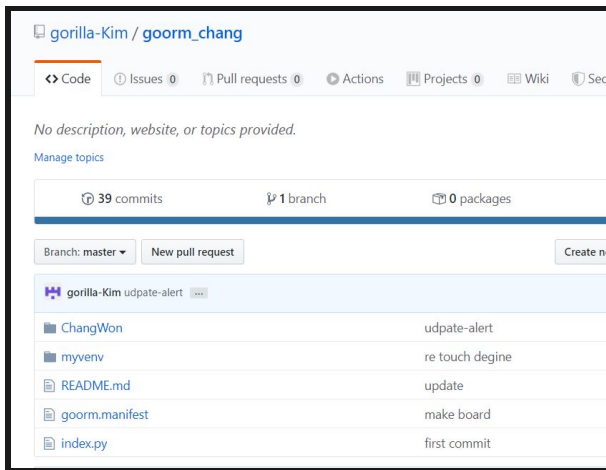 gorilla-Kim / goorm_chang
<> Code Issues 0 Pull requests 0 Actions Projects 0 Wiki Sec
No description, website, or topics provided.
Manage topics
39 commits 1 branch 0 packages
Branch: master New pull request Create n
gorilla-Kim udpate-alert ...
ChangWon udpate-alert
myvenv re touch degine
README.md update
goorm.manifest make board
index.py first commit